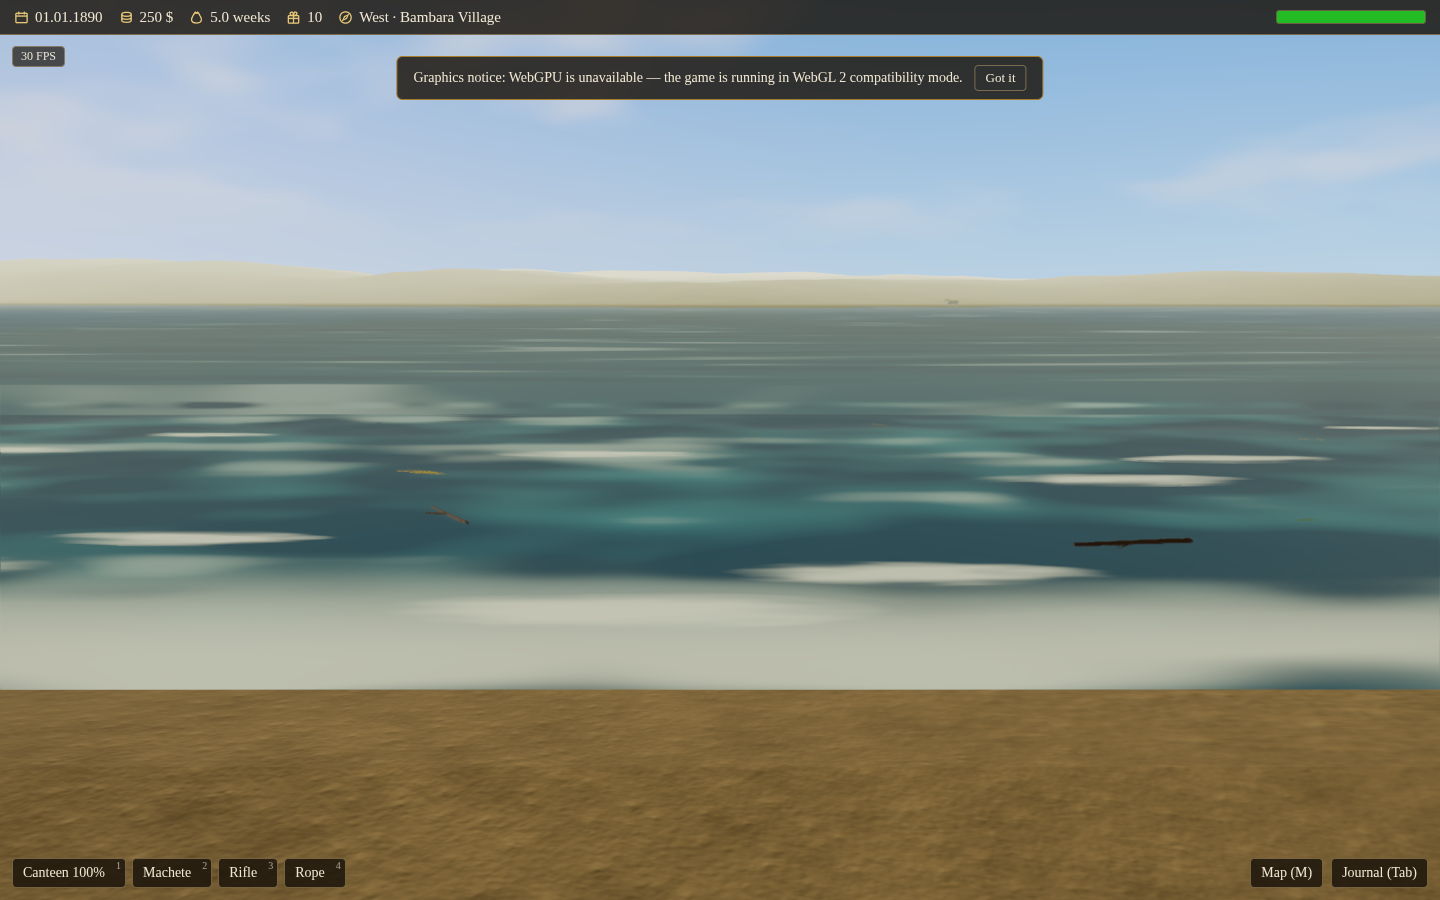 01.01.1890 250 $ 5.0 weeks 10 West · Bambara Village
30 FPS
Graphics notice: WebGPU is unavailable — the game is running in WebGL 2 compatibility mode. Got it
Canteen 100% 1 Machete 2 Rifle 3 Rope 4 Map (M) Journal (Tab)